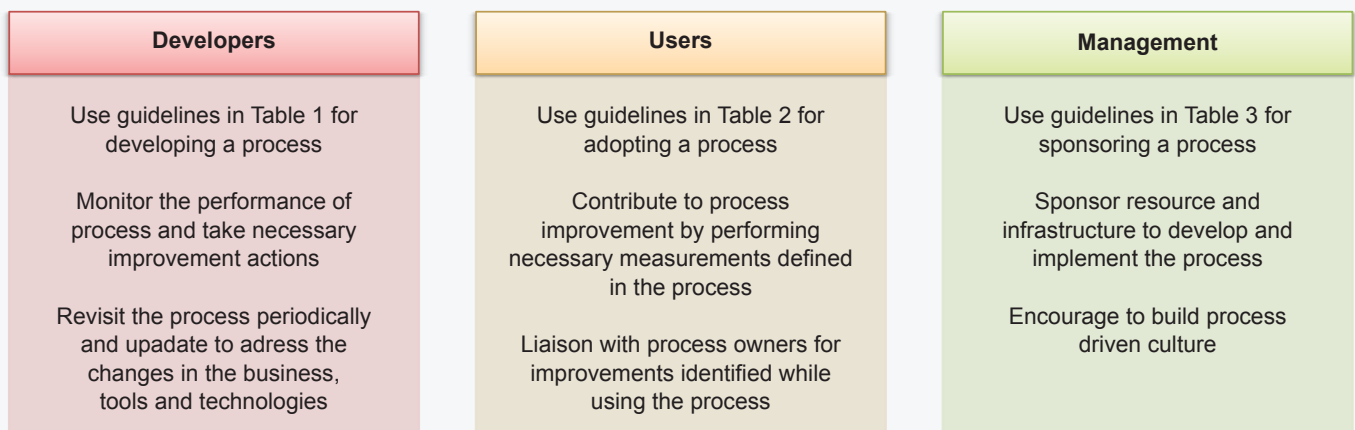 Developers
Use guidelines in Table 1 for
developing a process
Monitor the performance of
process and take necessary
improvement actions
Revisit the process periodically
and upadate to adress the
changes in the business,
tools and technologies
Users
Use guidelines in Table 2 for
adopting a process
Contribute to process
improvement by performing
necessary measurements defined
in the process
Liaison with process owners for
improvements identified while
using the process
Management
Use guidelines in Table 3 for
sponsoring a process
Sponsor resource and
infrastructure to develop and
implement the process
Encourage to build process
driven culture